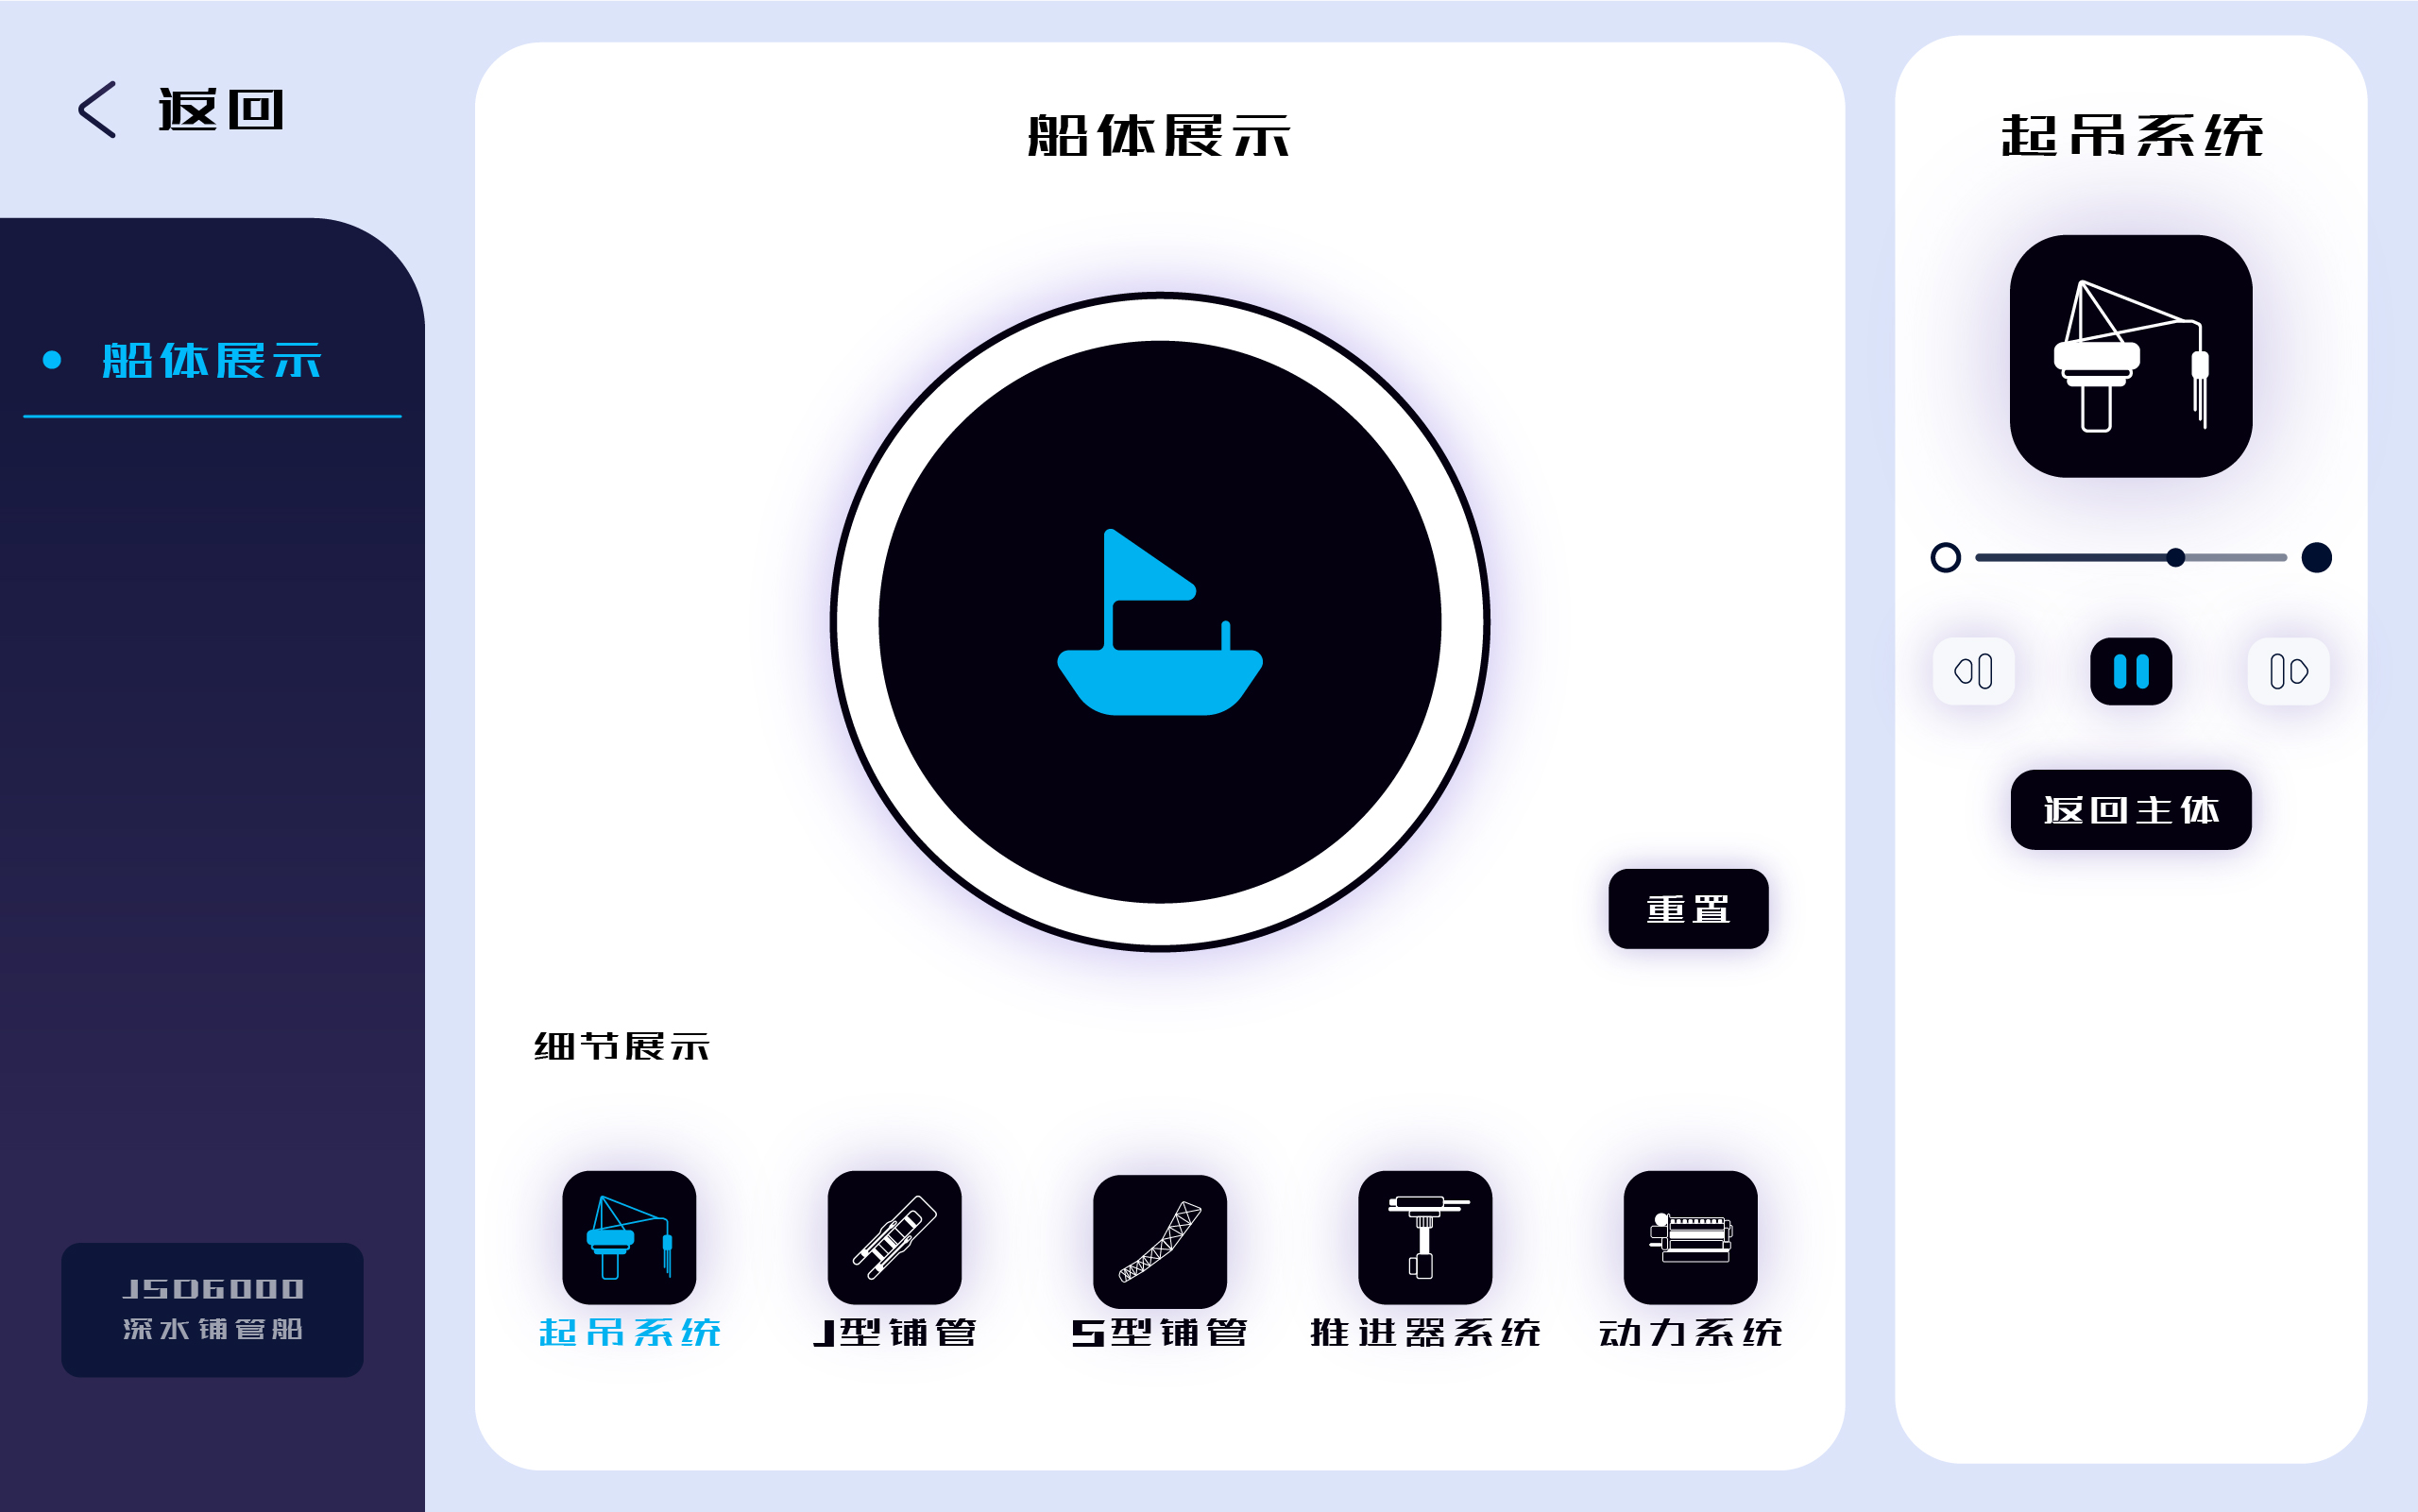 返回
船体展示
JSD6000
深水铺管船
船体展示
重置
细节展示
起吊系统
J型铺管
S型铺管
推进器系统
动力系统
起吊系统
返回主体